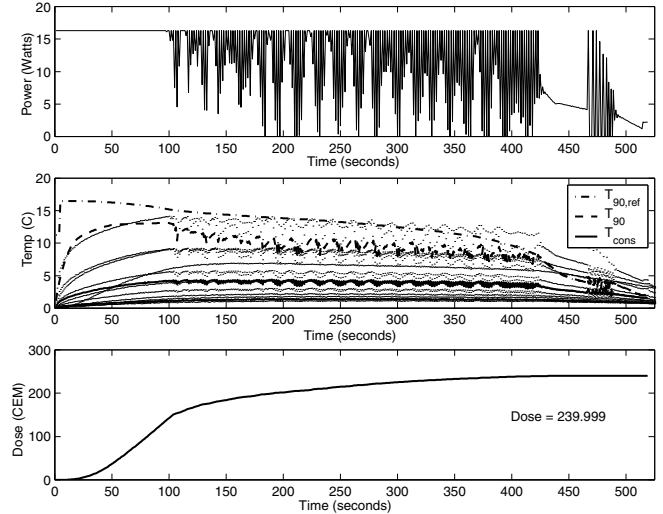 20
15
10
5
0
Power (Watts)
0 50 100 150 200 250 300 350 400 450 500
Time (seconds)
20
15
10
5
0
Temp (C)
T90,ref
T90
Tcons
0 50 100 150 200 250 300 350 400 450 500
Time (seconds)
300
200
100
0
Dose (CEM)
Dose = 239.999
0 50 100 150 200 250 300 350 400 450 500
Time (seconds)